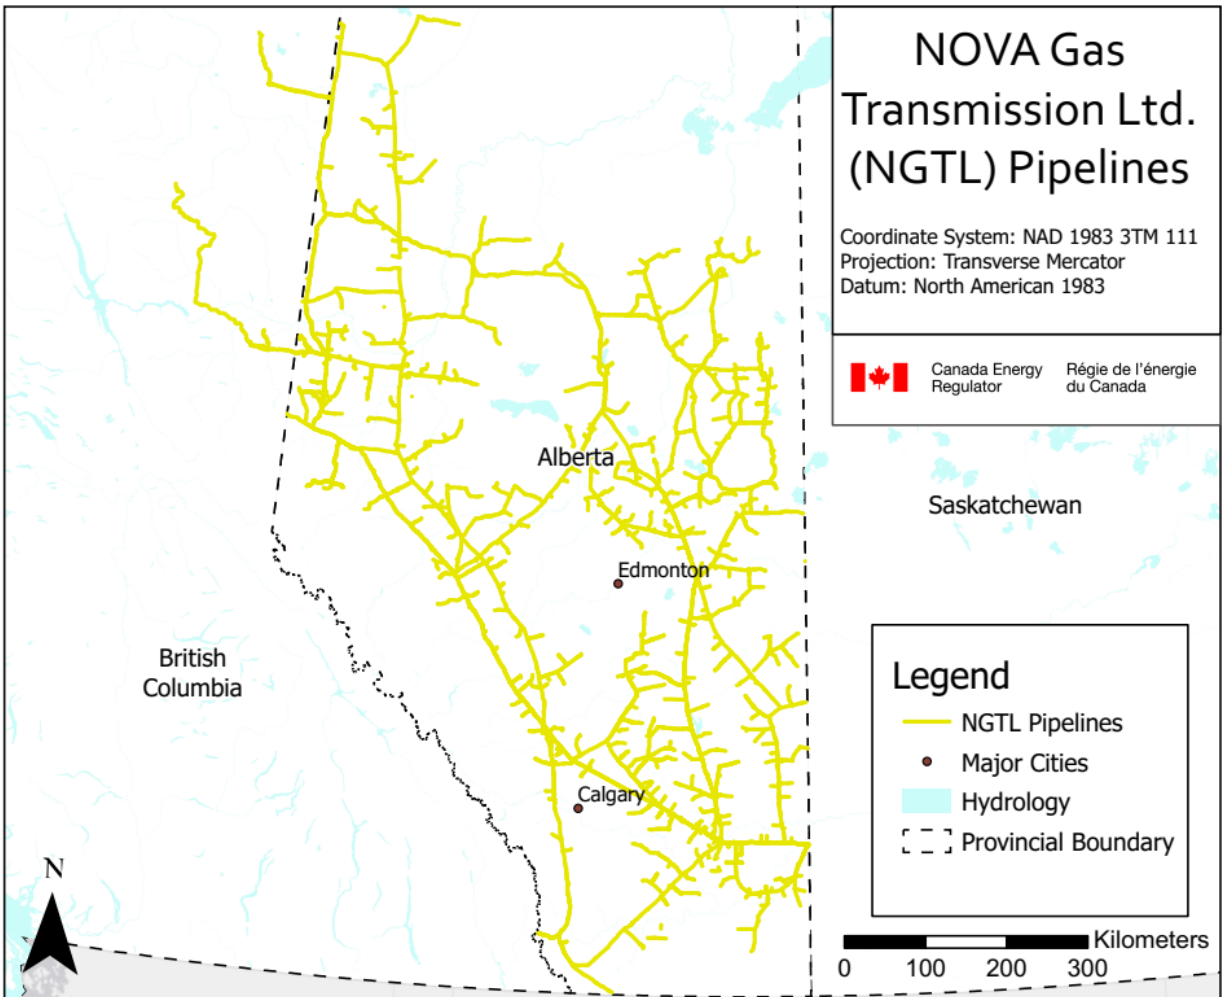 NOVA Gas
Transmission Ltd.
(NGTL) Pipelines
Coordinate System: NAD 1983 3TM 111
Projection: Transverse Mercator
Datum: North American 1983
Canada Energy
Regulator
Régie de l'énergie
du Canada
Alberta
Saskatchewan
Edmonton
British
Columbia
Calgary
Legend
NGTL Pipelines
Major Cities
Hydrology
Provincial Boundary
N
Kilometers
0 100 200 300